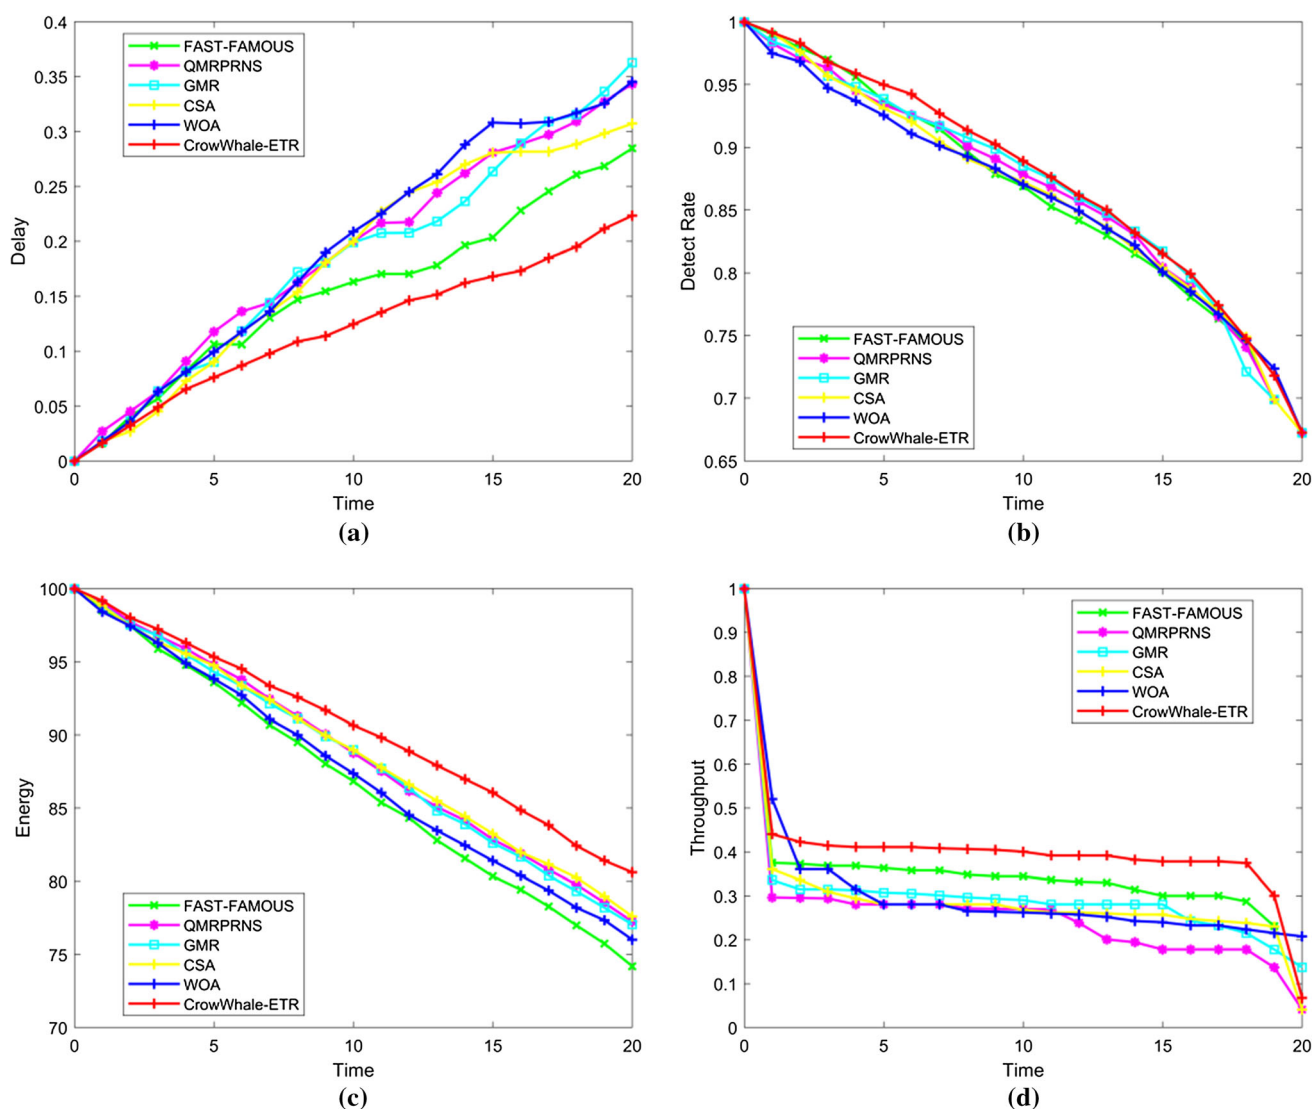 0.4
0.35
0.3
0.25
0.2
0.15
0.1
0.05
0
Delay
FAST-FAMOUS
QMRPRNS
GMR
CSA
WOA
CrowWhale-ETR
0 5 10 15 20
Time
(a)
1
0.95
0.9
0.85
0.8
0.75
0.7
0.65
Detect Rate
FAST-FAMOUS
QMRPRNS
GMR
CSA
WOA
CrowWhale-ETR
0 5 10 15 20
Time
(b)
100
95
90
85
80
75
70
Energy
FAST-FAMOUS
QMRPRNS
GMR
CSA
WOA
CrowWhale-ETR
0 5 10 15 20
Time
(c)
1
0.9
0.8
0.7
0.6
0.5
0.4
0.3
0.2
0.1
0
Throughput
FAST-FAMOUS
QMRPRNS
GMR
CSA
WOA
CrowWhale-ETR
0 5 10 15 20
Time
(d)